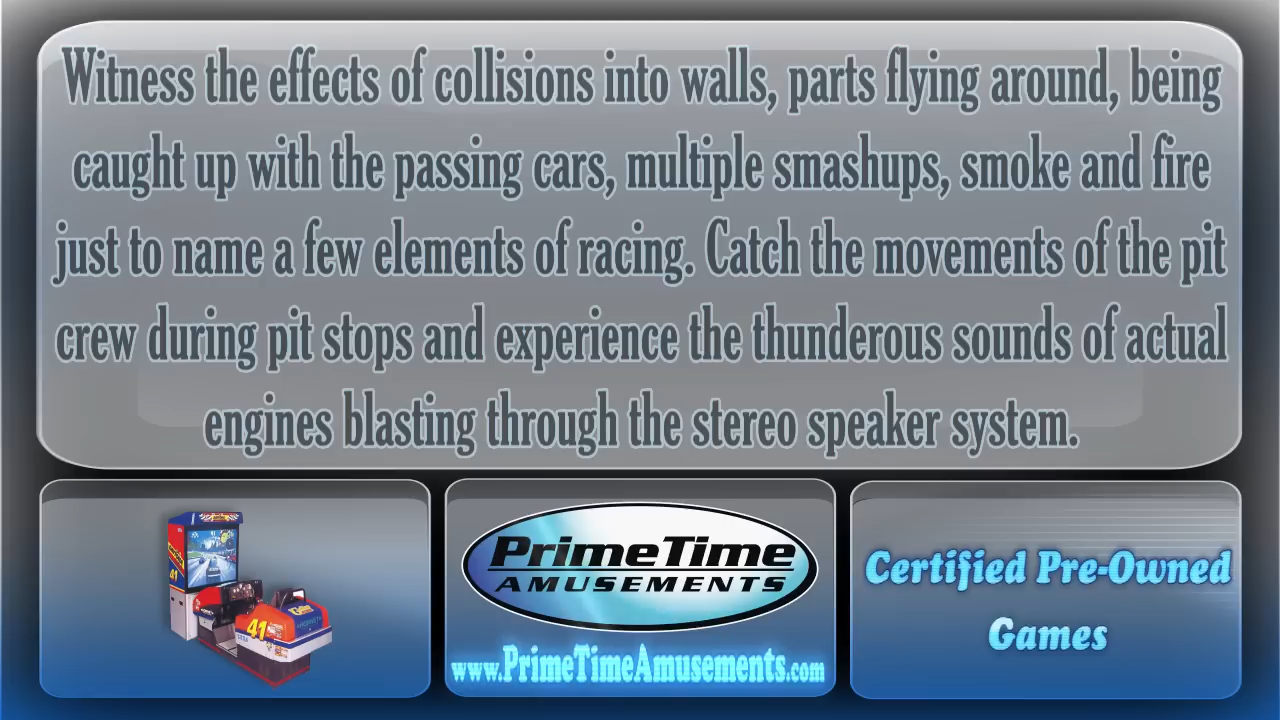 Witness the effects of collisions into walls, parts flying around, being
caught up with the passing cars, multiple smashups, smoke and fire
just to name a few elements of racing. Catch the movements of the pit
crew during pit stops and experience the thunderous sounds of actual
engines blasting through the stereo speaker system.
41
41
PrimeTime
AMUSEMENTS
www.PrimeTimeAmusements.com
Certified Pre-Owned
Games